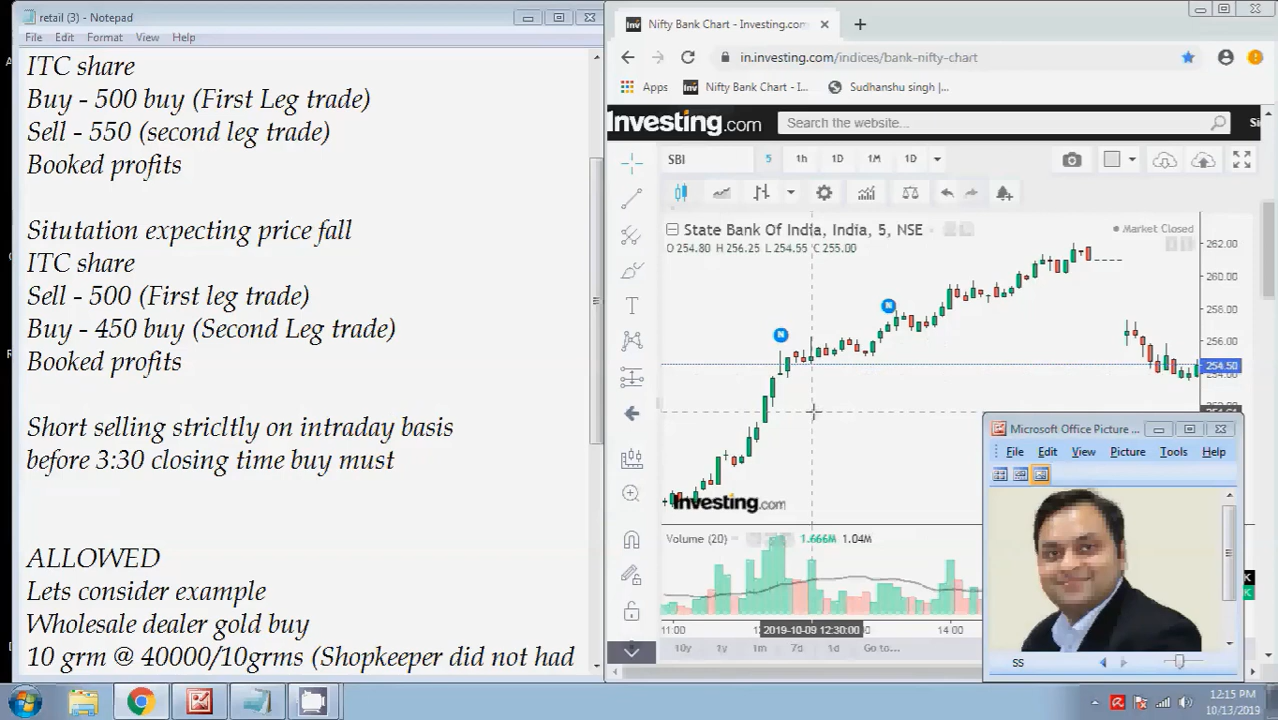 retail (3) - Notepad
File Edit Format View Help
ITC share
Buy - 500 buy (First Leg trade)
Sell - 550 (second leg trade)
Booked profits
Situtation expecting price fall
ITC share
Sell - 500 (First leg trade)
Buy - 450 buy (Second Leg trade)
Booked profits
Short selling stricltly on intraday basis
before 3:30 closing time buy must
ALLOWED
Lets consider example
Wholesale dealer gold buy
10 grm @ 40000/10grms (Shopkeeper did not had
Nifty Bank Chart - Investing.com
in.investing.com/indices/bank-nifty-chart
Apps Nifty Bank Chart - I... Sudhanshu singh |...
Investing.com Search the website... Si
SBI 5 1h 1D 1M 1D
State Bank Of India, India, 5, NSE
Market Closed
O 254.80 H 256.25 L 254.55 C 255.00
262.00
260.00
258.00
256.00
254.50
254.00
N
N
Investing.com
Volume (20) 1.666M 1.04M
11:00 2019-10-09 12:30:00 14:00
10y 1y 1m 7d 1d Go to...
Microsoft Office Picture ...
File Edit View Picture Tools Help
SS
K
K
12:15 PM
10/13/2019